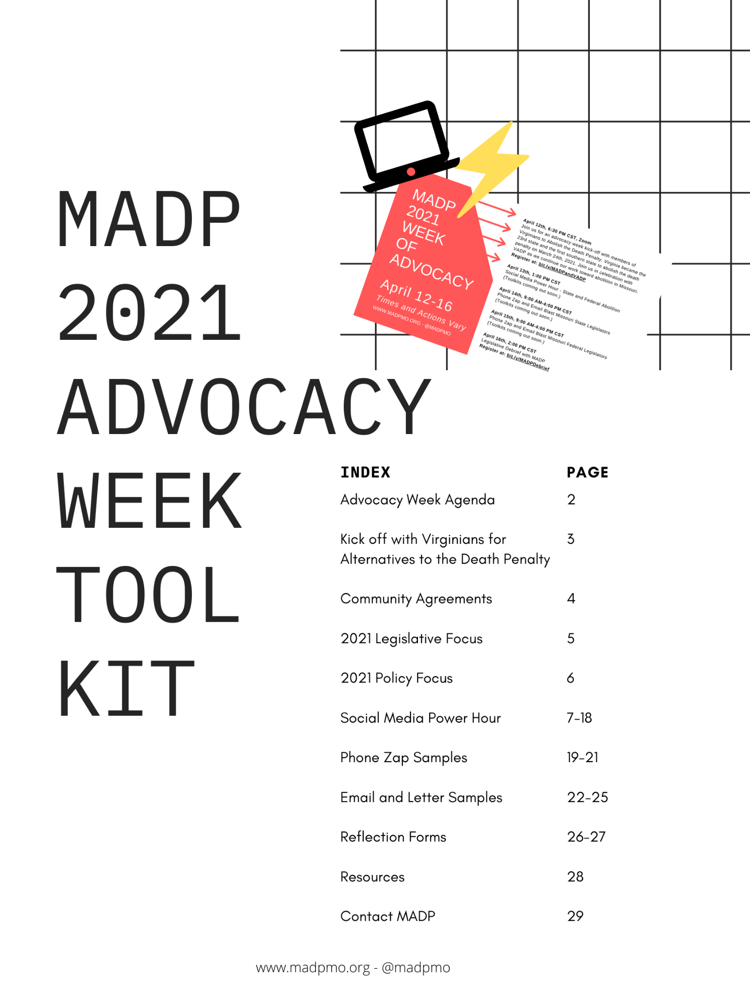 MADP
2021
ADVOCACY
WEEK
TOOL
KIT
MADP
2021
WEEK
OF
ADVOCACY
April 12-16
Times and Actions Vary
WWW.MADPMO.ORG - @MADPMO
April 12th, 6:30 PM CST, Zoom
Join us for an advocacy week kick-off with members of
Virginians to Abolish the Death Penalty. Virginia became the
23rd state and the first southern state to abolish the death
penalty on March 24th, 2021. Join us in celebration with
VADP as we continue our work toward abolition in Missouri.
Register at: bit.ly/MADPandVADP
April 13th, 1:00 PM CST
Social Media Power Hour - State and Federal Abolition
(Toolkits coming out soon.)
April 14th, 9:00 AM-4:00 PM CST
Phone Zap and Email Blast Missouri State Legislators
(Toolkits coming out soon.)
April 15th, 9:00 AM-4:00 PM CST
Phone Zap and Email Blast Missouri Federal Legislators
(Toolkits coming out soon.)
April 16th, 2:00 PM CST
Legislative Debrief with MADP
Register at: bit.ly/MADPDebrief
INDEX PAGE
Advocacy Week Agenda 2
Kick off with Virginians for 3
Alternatives to the Death Penalty
Community Agreements 4
2021 Legislative Focus 5
2021 Policy Focus 6
Social Media Power Hour 7-18
Phone Zap Samples 19-21
Email and Letter Samples 22-25
Reflection Forms 26-27
Resources 28
Contact MADP 29
www.madpmo.org - @madpmo